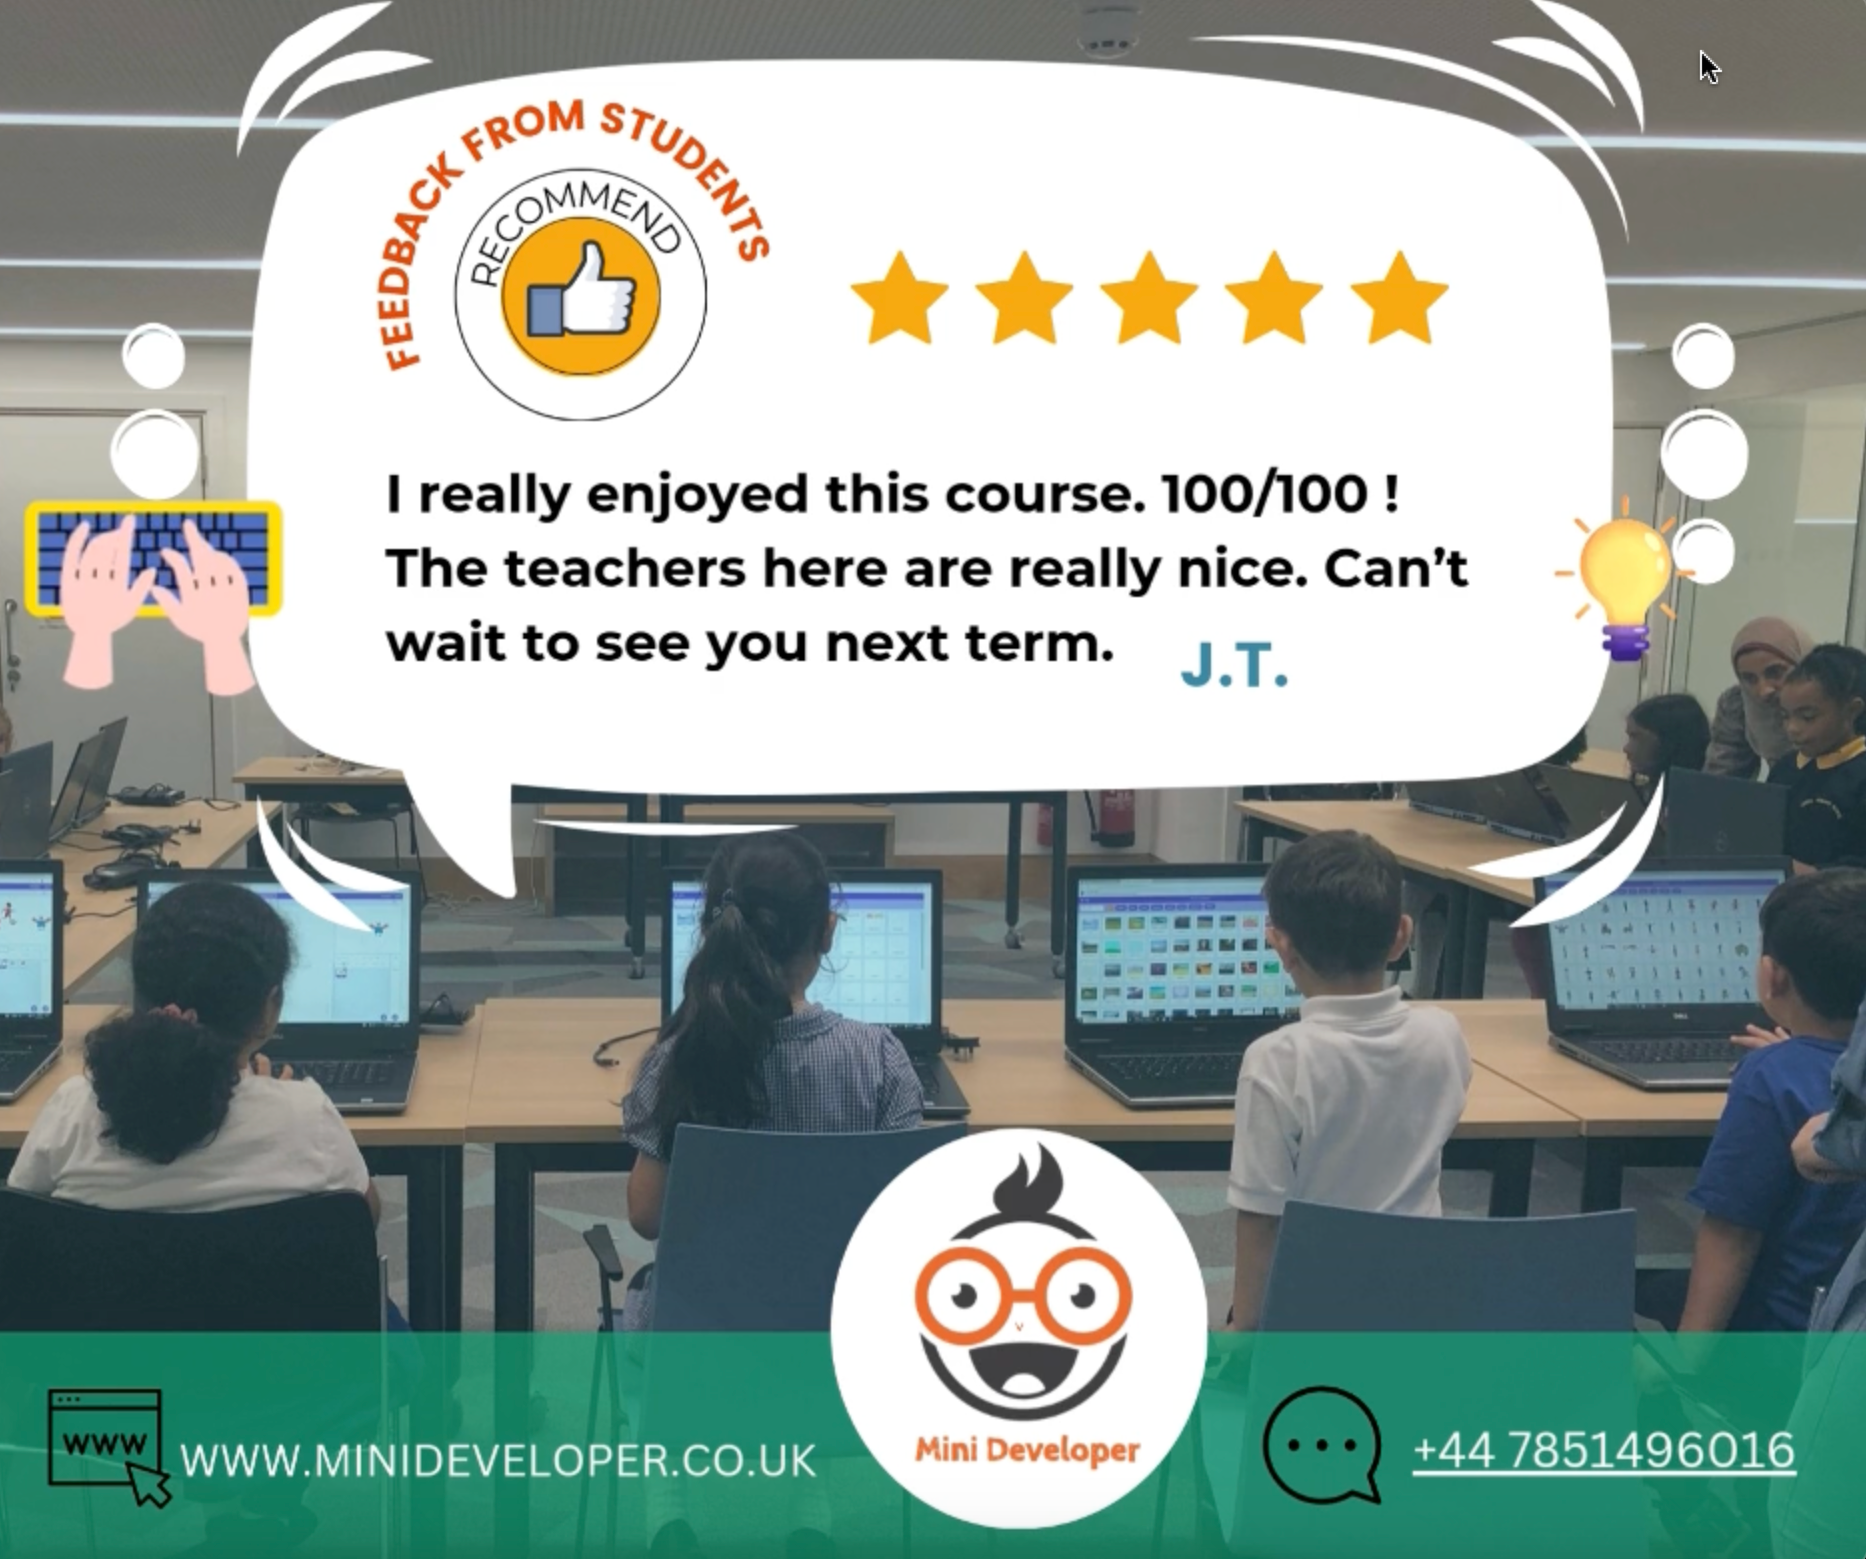 FEEDBACK FROM STUDENTS
RECOMMEND
I really enjoyed this course. 100/100 !
The teachers here are really nice. Can’t
wait to see you next term.
J.T.
DELL
WWW
WWW.MINIDEVELOPER.CO.UK
Mini Developer
+44 7851496016